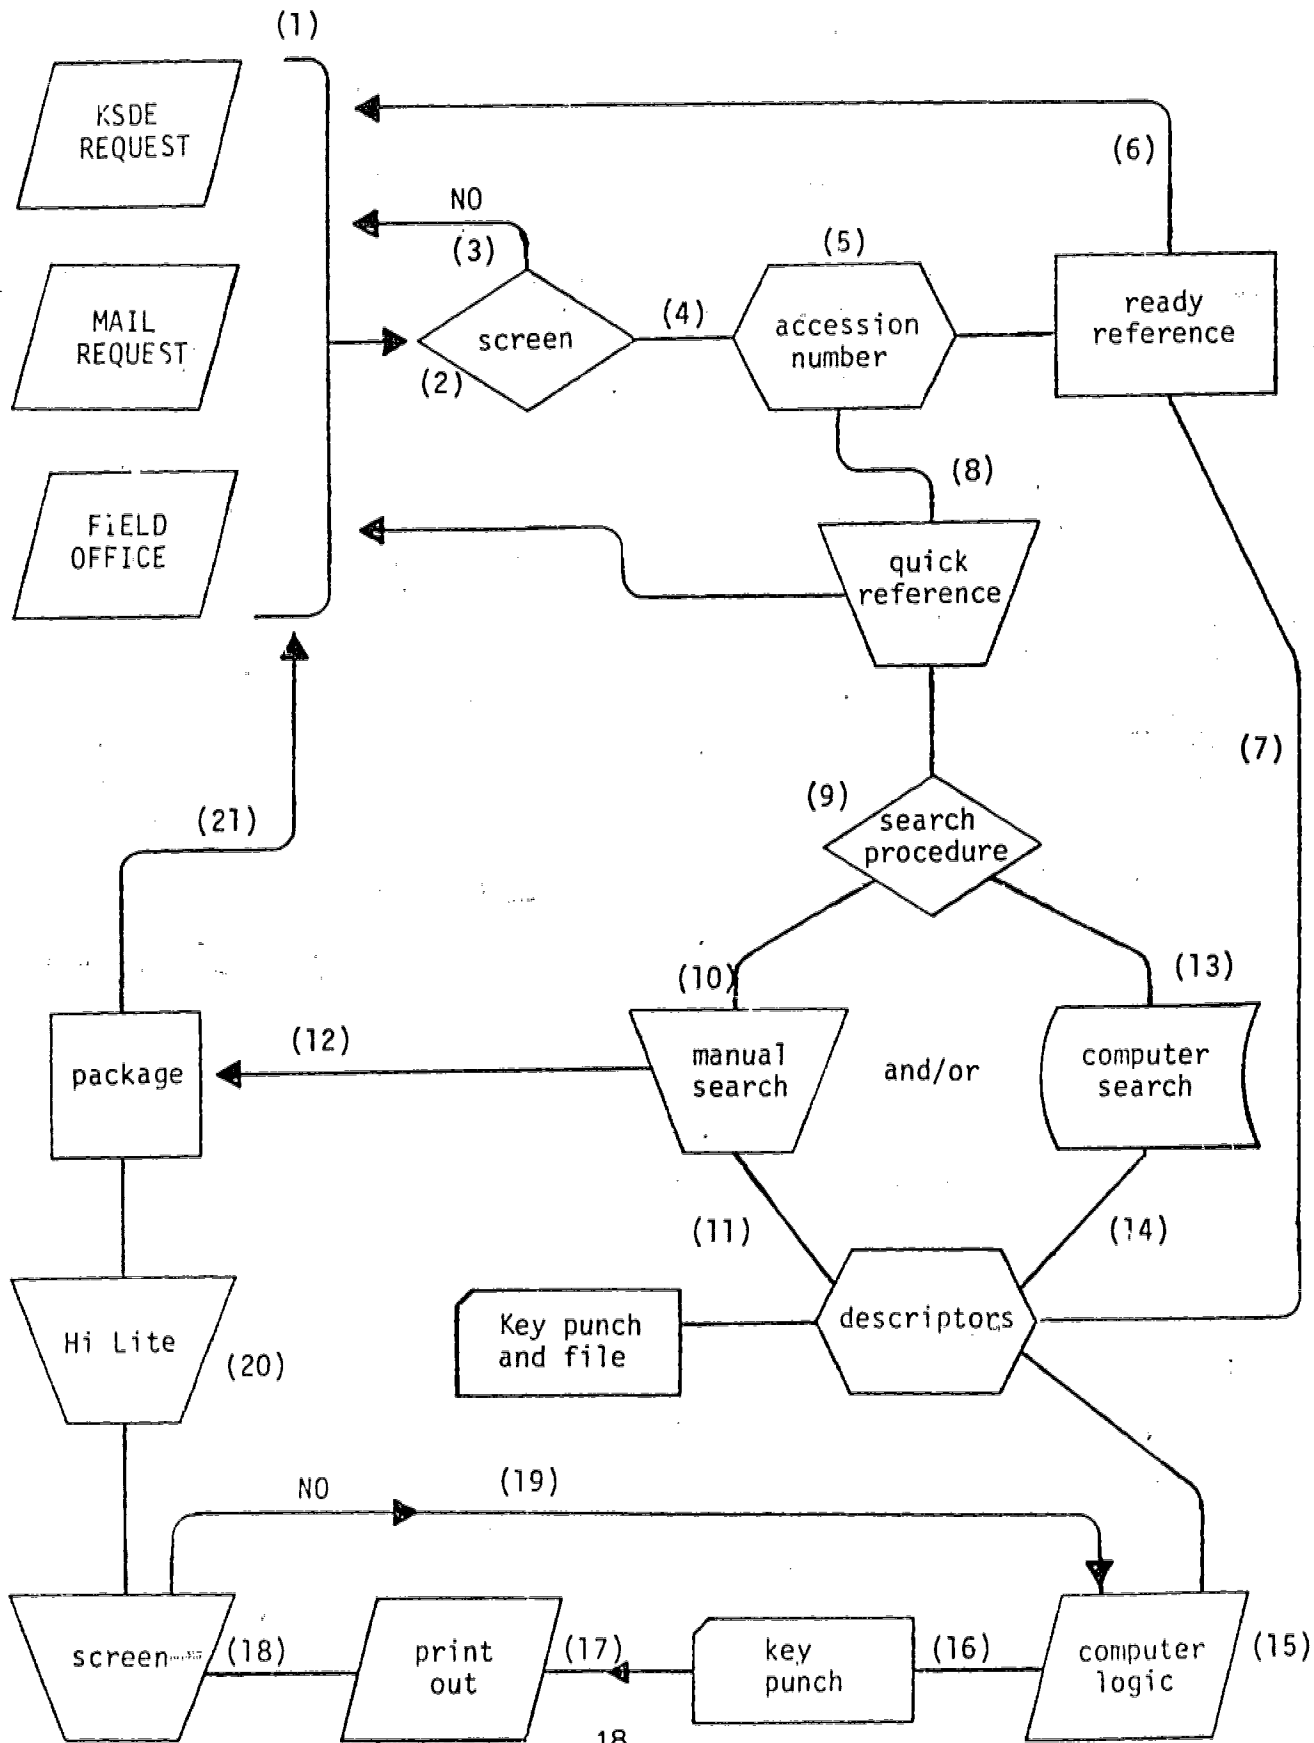 (1)
KSDE
REQUEST
(6)
NO
(3)
(5)
MAIL
REQUEST
screen
(2)
(4)
accession
number
ready
reference
FiELD
OFFICE
(8)
quick
reference
(7)
(9)
search
procedure
(21)
(10)
(13)
package
(12)
manual
search
and/or
computer
search
(11)
(14)
Hi Lite
(20)
Key punch
and file
descriptors
NO
(19)
screen
(18)
print
out
(17)
key
punch
(16)
computer
logic
(15)
18